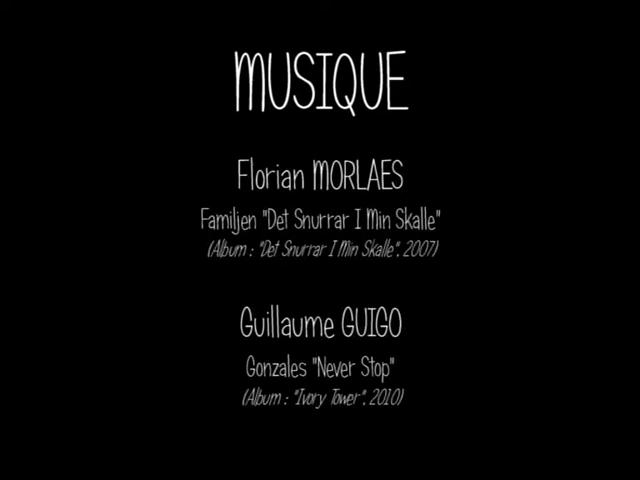 MUSIQUE
Florian MORLAES
Familjen "Det Snurrar I Min Skalle"
(Album : "Det Snurrar I Min Skalle", 2007)
Guillaume GUIGO
Gonzales "Never Stop"
(Album : "Ivory Tower", 2010)